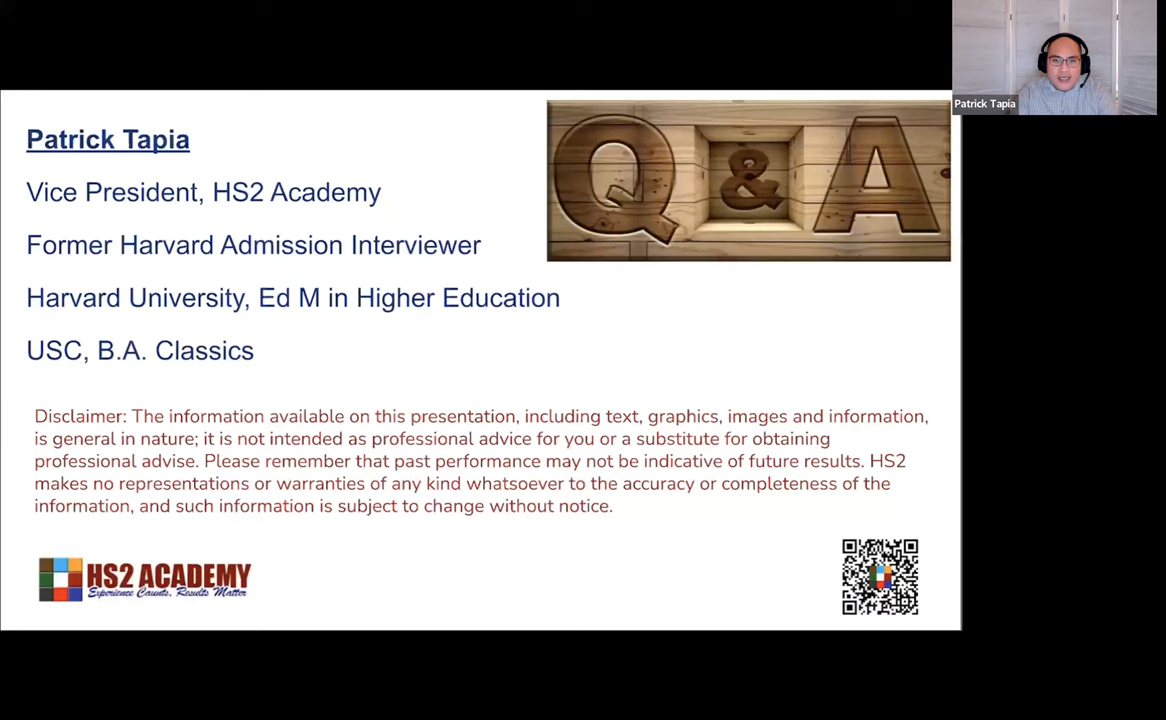 Patrick Tapia
Q & A
Vice President, HS2 Academy
Former Harvard Admission Interviewer
Harvard University, Ed M in Higher Education
USC, B.A. Classics
Disclaimer: The information available on this presentation, including text, graphics, images and information,
is general in nature; it is not intended as professional advice for you or a substitute for obtaining
professional advise. Please remember that past performance may not be indicative of future results. HS2
makes no representations or warranties of any kind whatsoever to the accuracy or completeness of the
information, and such information is subject to change without notice.
HS2 ACADEMY
Experience Counts, Results Matter
Patrick Tapia